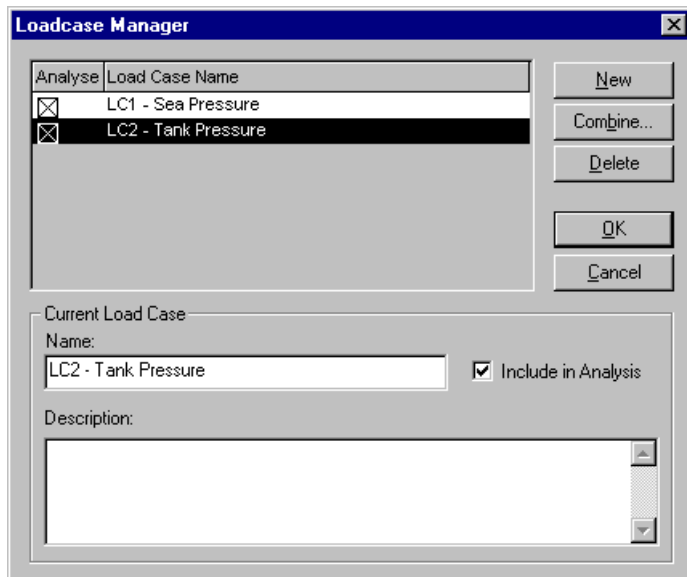 Loadcase Manager
Analyse Load Case Name
LC1 - Sea Pressure
LC2 - Tank Pressure
New
Combine...
Delete
OK
Cancel
Current Load Case
Name:
LC2 - Tank Pressure
Include in Analysis
Description: